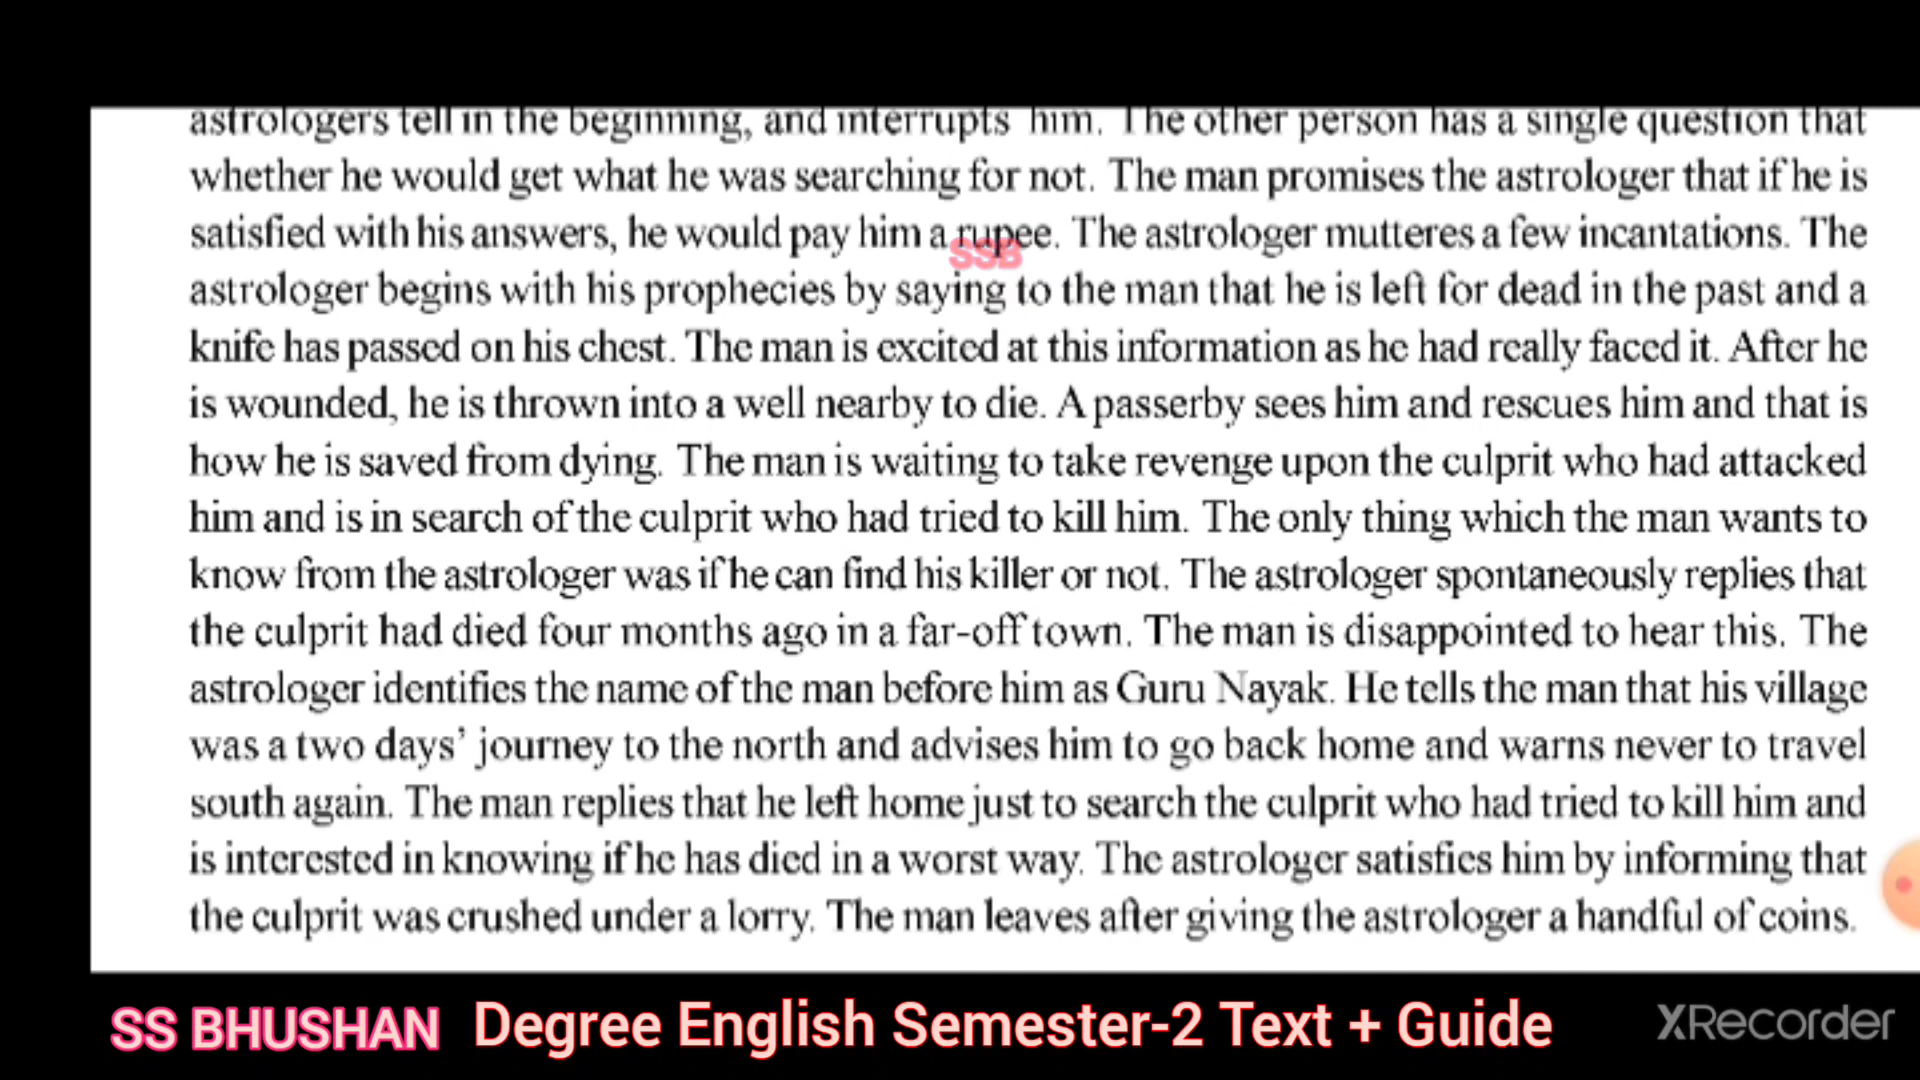 astrologers tell in the beginning, and interrupts him. The other person has a single question that
whether he would get what he was searching for not. The man promises the astrologer that if he is
satisfied with his answers, he would pay him a rupee. The astrologer mutteres a few incantations. The
SSB
astrologer begins with his prophecies by saying to the man that he is left for dead in the past and a
knife has passed on his chest. The man is excited at this information as he had really faced it. After he
is wounded, he is thrown into a well nearby to die. A passerby sees him and rescues him and that is
how he is saved from dying. The man is waiting to take revenge upon the culprit who had attacked
him and is in search of the culprit who had tried to kill him. The only thing which the man wants to
know from the astrologer was if he can find his killer or not. The astrologer spontaneously replies that
the culprit had died four months ago in a far-off town. The man is disappointed to hear this. The
astrologer identifies the name of the man before him as Guru Nayak. He tells the man that his village
was a two days’ journey to the north and advises him to go back home and warns never to travel
south again. The man replies that he left home just to search the culprit who had tried to kill him and
is interested in knowing if he has died in a worst way. The astrologer satisfies him by informing that
the culprit was crushed under a lorry. The man leaves after giving the astrologer a handful of coins.
SS BHUSHAN Degree English Semester-2 Text + Guide
XRecorder